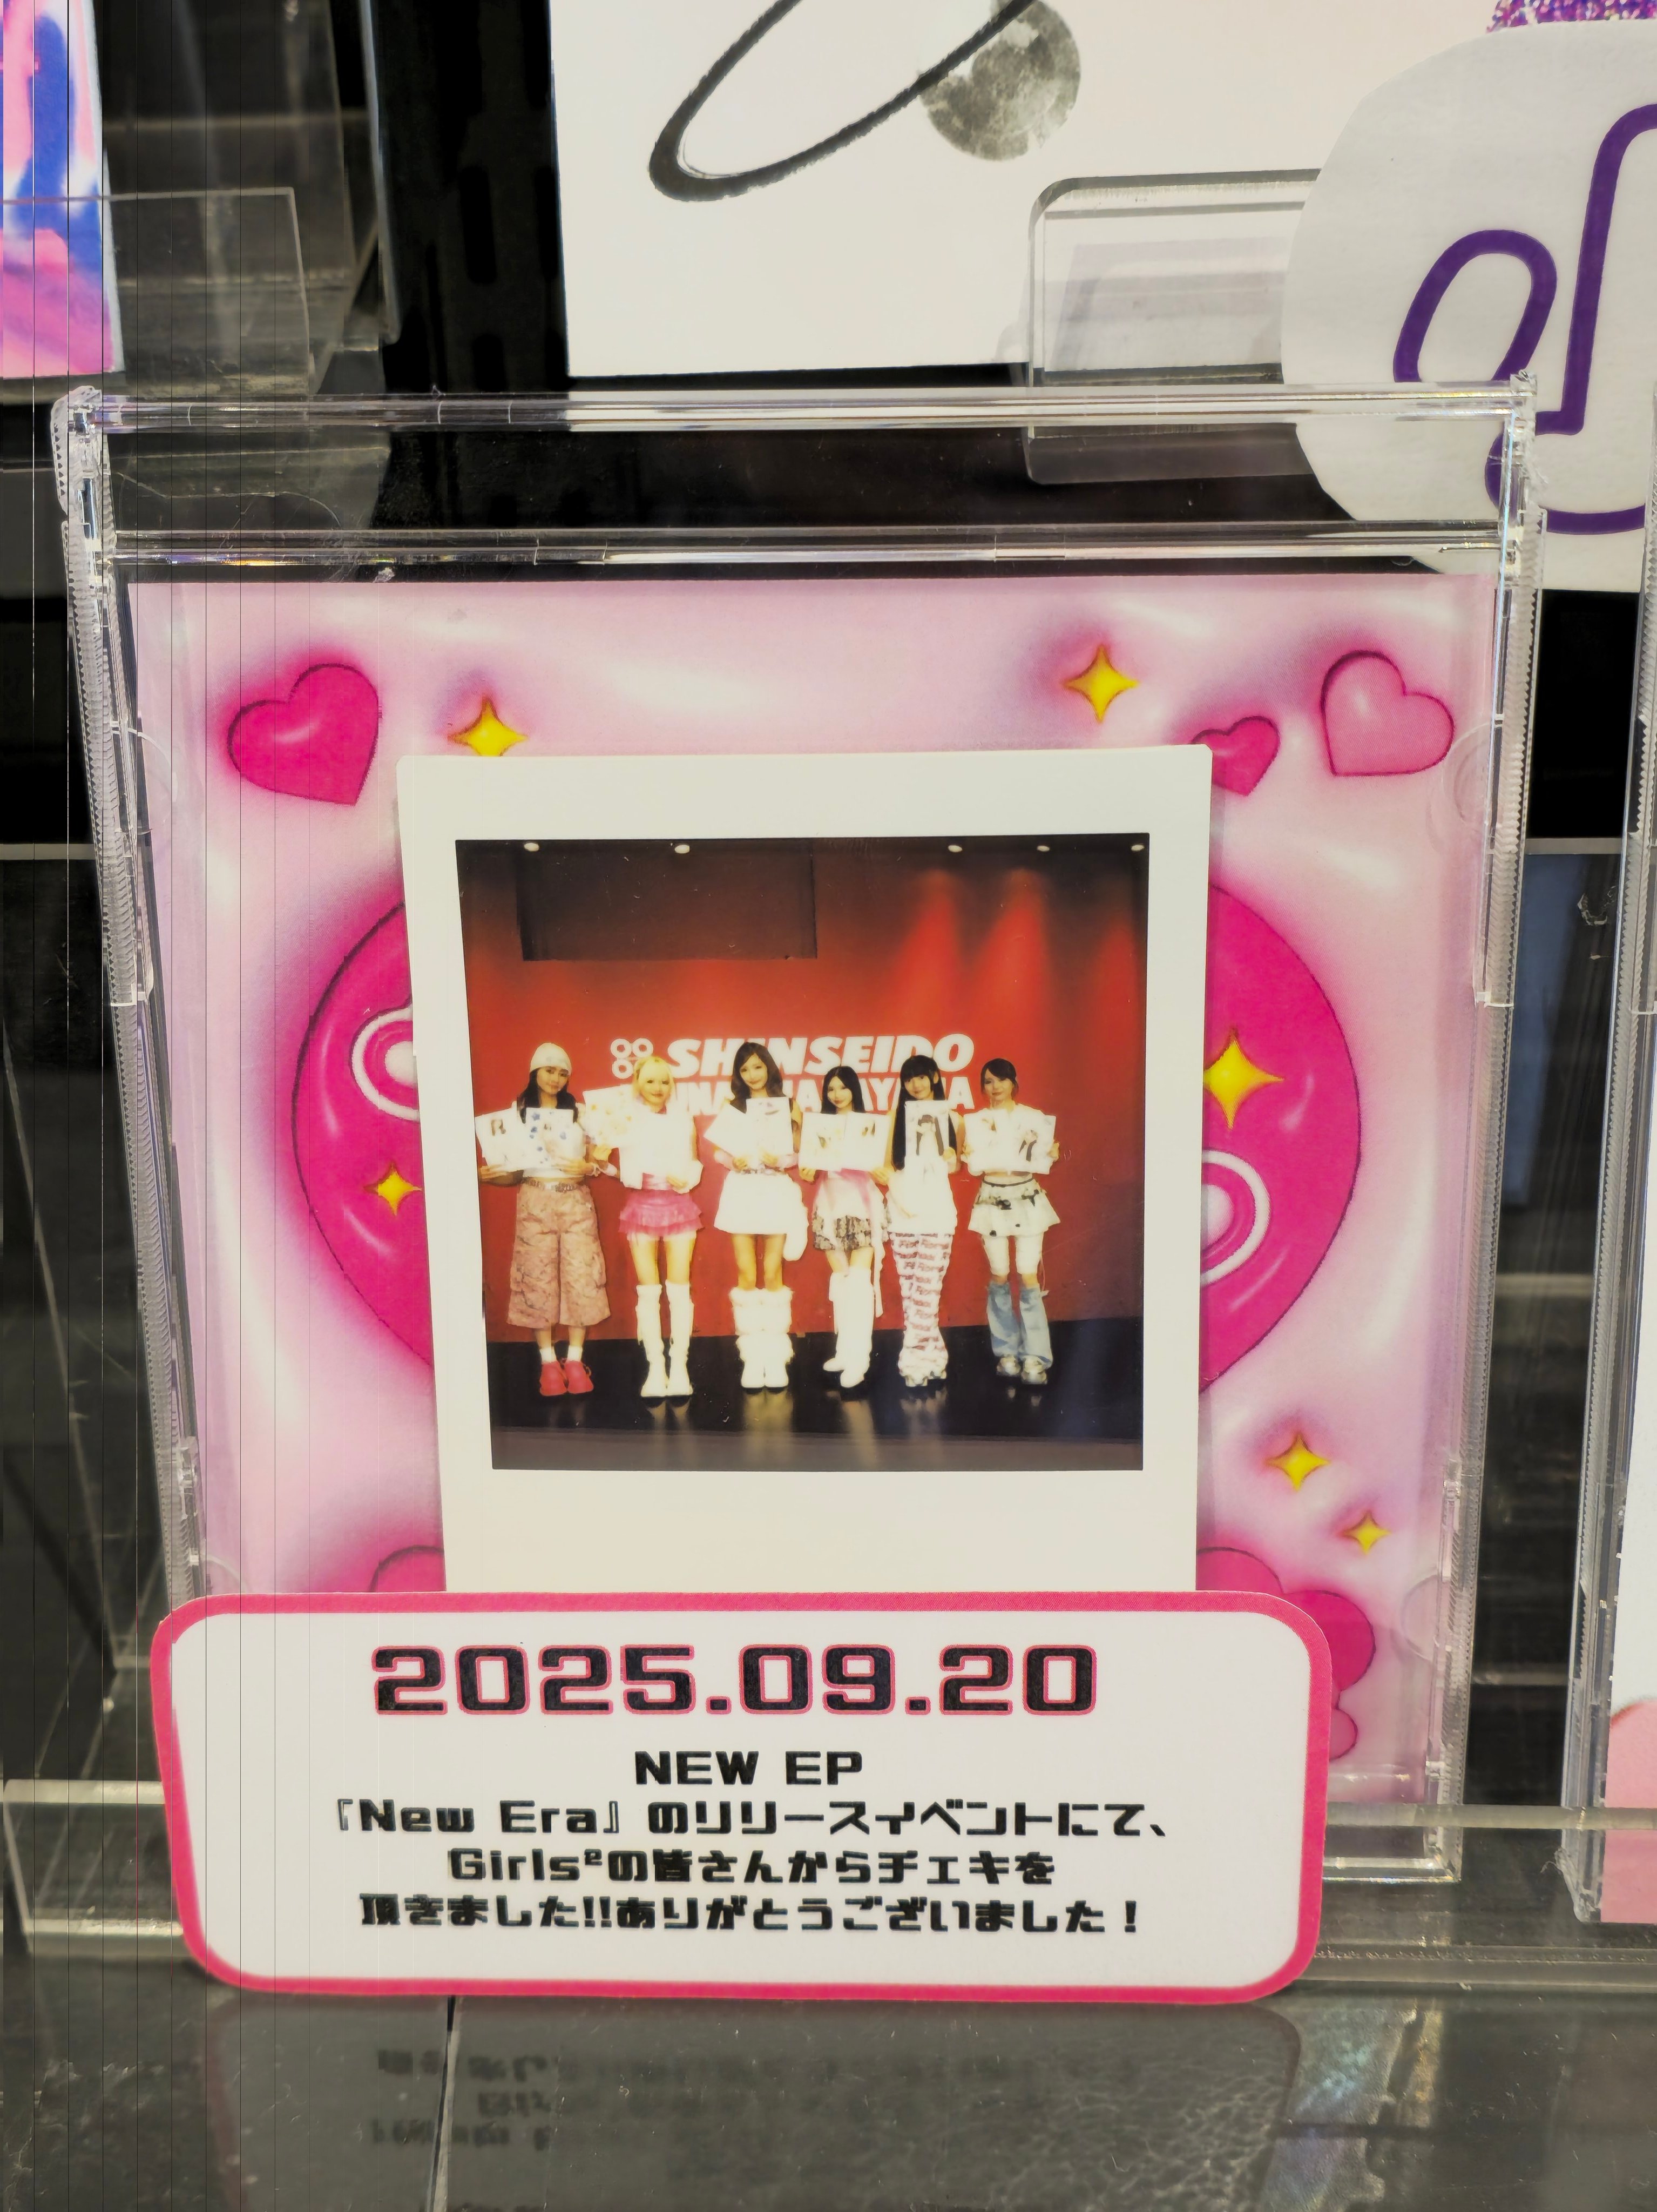 SHINSEIDO
2025.09.20
NEW EP
『New Era』のリリースイベントにて、
Girls²の皆さんからチェキを
頂きました!!ありがとうございました！